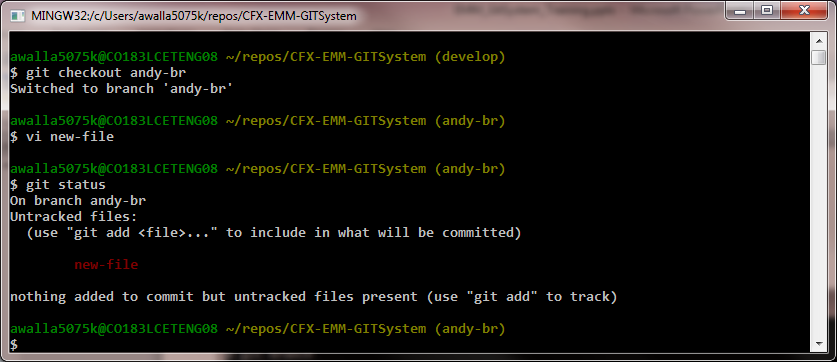 MINGW32:/c/Users/awalla5075k/repos/CFX-EMM-GITSystem
awalla5075k@CO183LCETENG08 ~/repos/CFX-EMM-GITSystem (develop)
$ git checkout andy-br
Switched to branch 'andy-br'
awalla5075k@CO183LCETENG08 ~/repos/CFX-EMM-GITSystem (andy-br)
$ vi new-file
awalla5075k@CO183LCETENG08 ~/repos/CFX-EMM-GITSystem (andy-br)
$ git status
On branch andy-br
Untracked files:
(use "git add <file>..." to include in what will be committed)
new-file
nothing added to commit but untracked files present (use "git add" to track)
awalla5075k@CO183LCETENG08 ~/repos/CFX-EMM-GITSystem (andy-br)
$